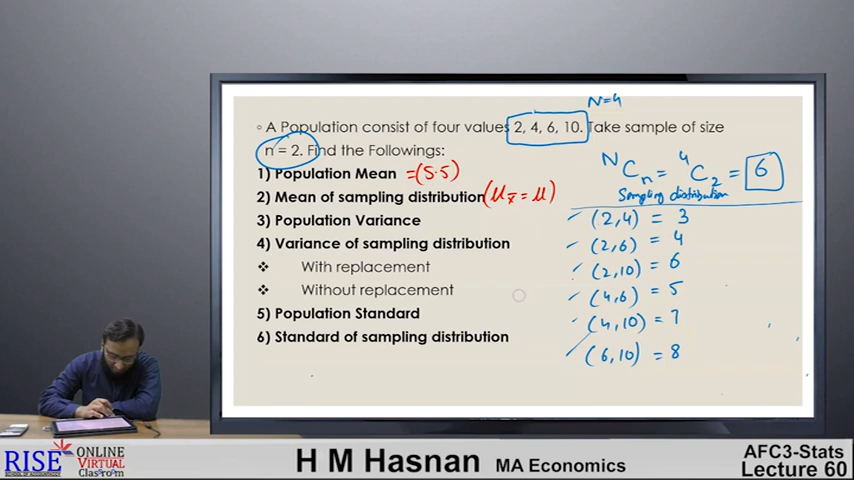 N=4
◦ A Population consist of four values 2, 4, 6, 10. Take sample of size
n = 2. Find the Followings:
1) Population Mean =(5.5)
2) Mean of sampling distribution (μx̄ = μ)
3) Population Variance
4) Variance of sampling distribution
❖ With replacement
❖ Without replacement
5) Population Standard
6) Standard of sampling distribution
ᴺCₙ = ⁴C₂ = 6
Sampling distribution
(2,4) = 3
(2,6) = 4
(2,10) = 6
(4,6) = 5
(4,10) = 7
(6,10) = 8
RISE ONLINE
VIRTUAL
SCHOOL OF ACCOUNTANCY Classroom
H M Hasnan MA Economics
AFC3-Stats
Lecture 60